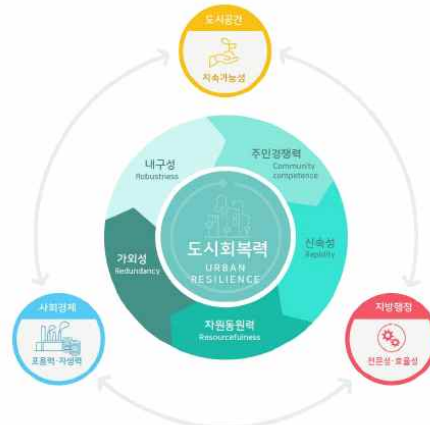 도시공간
지속가능성
내구성
Robustness
주민경쟁력
Community
competence
가외성
Redundancy
도시회복력
URBAN
RESILIENCE
신속성
Rapidity
자원동원력
Resourcefulness
사회경제
포용력·자생력
지방행정
전문성·효율성